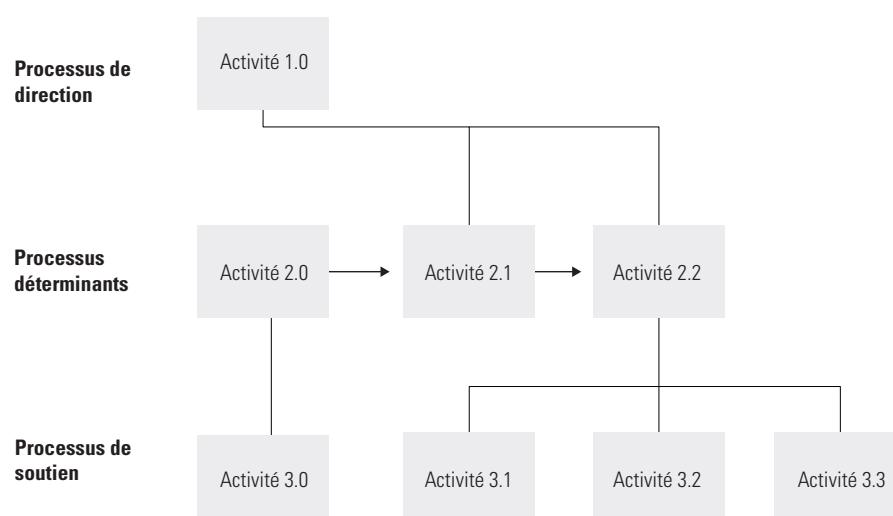 Processus de
direction
Activité 1.0
Processus
déterminants
Activité 2.0
Activité 2.1
Activité 2.2
Processus de
soutien
Activité 3.0
Activité 3.1
Activité 3.2
Activité 3.3